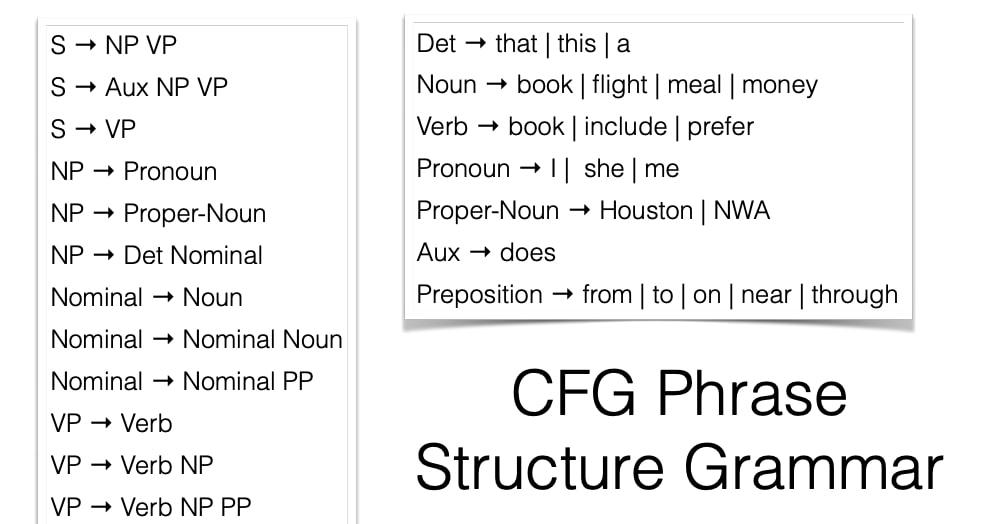 S → NP VP
S → Aux NP VP
S → VP
NP → Pronoun
NP → Proper-Noun
NP → Det Nominal
Nominal → Noun
Nominal → Nominal Noun
Nominal → Nominal PP
VP → Verb
VP → Verb NP
VP → Verb NP PP
Det → that | this | a
Noun → book | flight | meal | money
Verb → book | include | prefer
Pronoun → I | she | me
Proper-Noun → Houston | NWA
Aux → does
Preposition → from | to | on | near | through
CFG Phrase
Structure Grammar